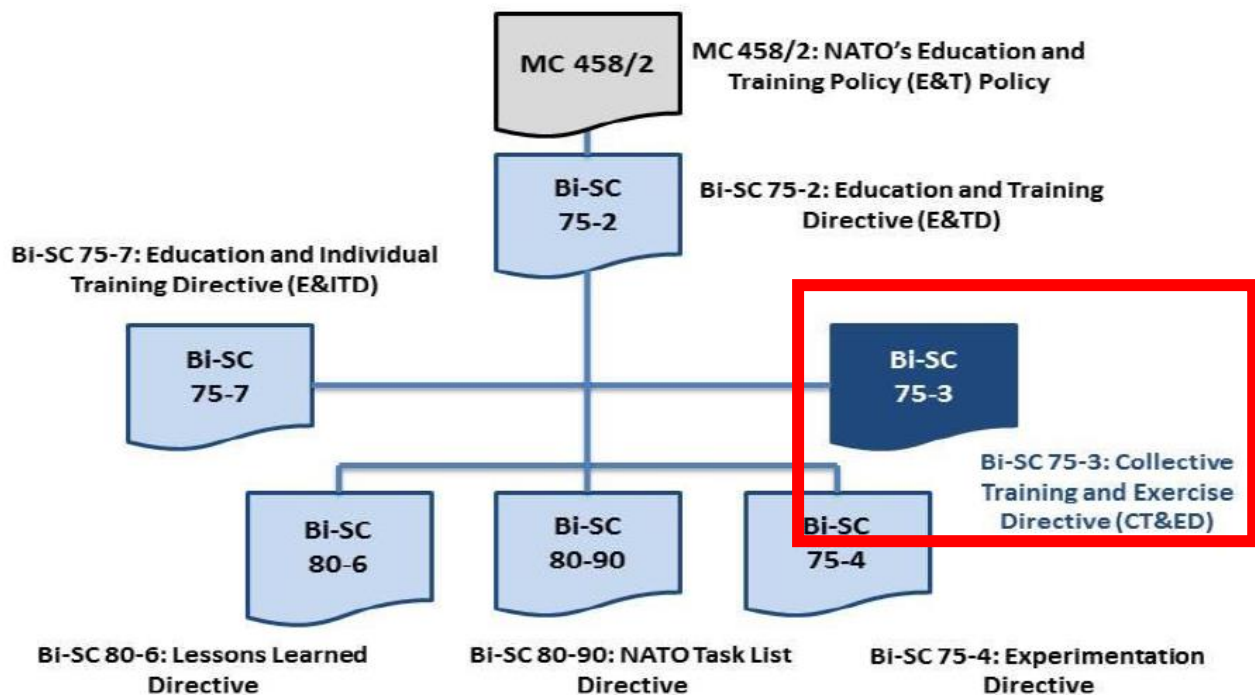 MC 458/2
MC 458/2: NATO's Education and
Training Policy (E&T) Policy
Bi-SC
75-2
Bi-SC 75-2: Education and Training
Directive (E&TD)
Bi-SC 75-7: Education and Individual
Training Directive (E&ITD)
Bi-SC
75-7
Bi-SC
75-3
Bi-SC 75-3: Collective
Training and Exercise
Directive (CT&ED)
Bi-SC
80-6
Bi-SC
80-90
Bi-SC
75-4
Bi-SC 80-6: Lessons Learned
Directive
Bi-SC 80-90: NATO Task List
Directive
Bi-SC 75-4: Experimentation
Directive